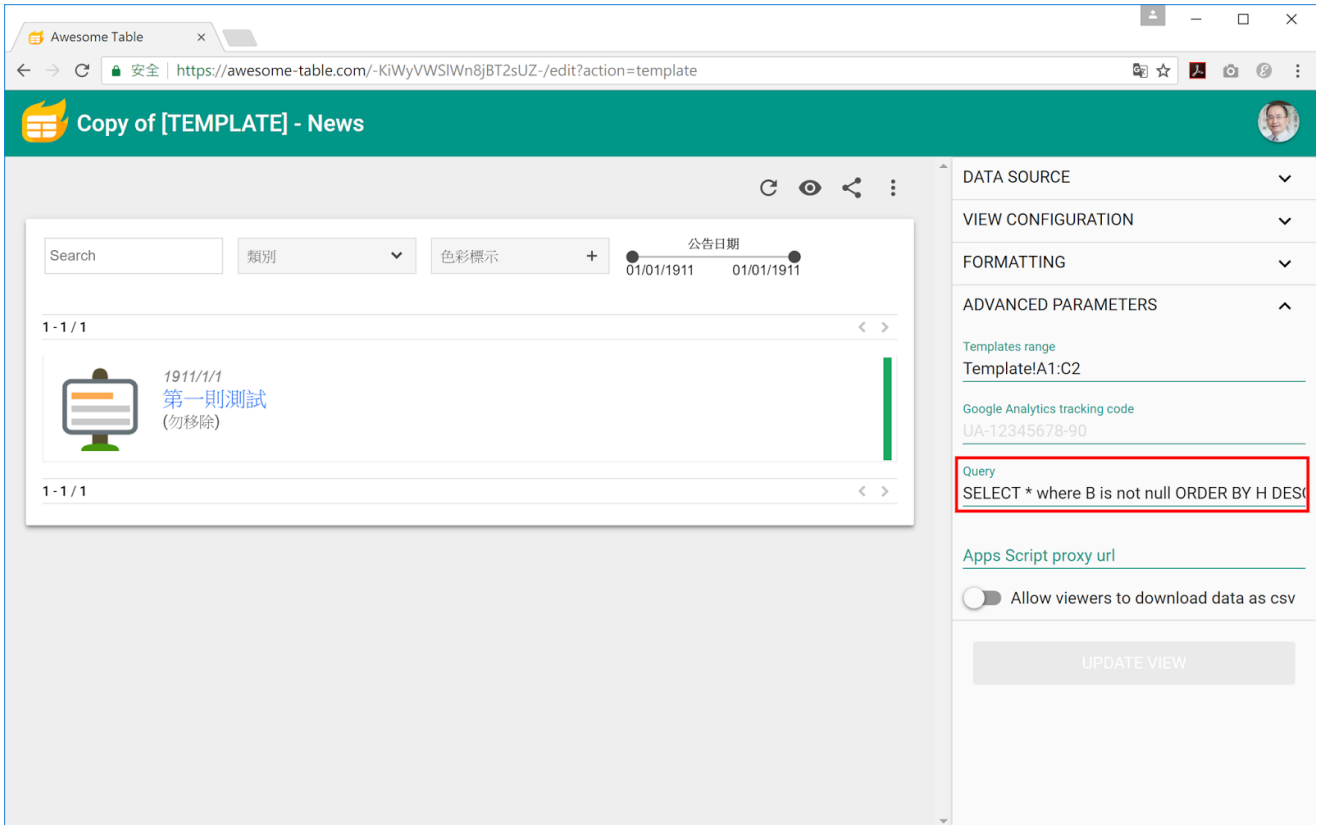 Awesome Table
安全 | https://awesome-table.com/-KiWyVWSlWn8jBT2sUZ-/edit?action=template
Copy of [TEMPLATE] - News
Search
類別
色彩標示
公告日期
01/01/1911 01/01/1911
1 - 1 / 1
1911/1/1
第一則測試
(勿移除)
1 - 1 / 1
DATA SOURCE
VIEW CONFIGURATION
FORMATTING
ADVANCED PARAMETERS
Templates range
Template!A1:C2
Google Analytics tracking code
UA-12345678-90
Query
SELECT * where B is not null ORDER BY H DESC
Apps Script proxy url
Allow viewers to download data as csv
UPDATE VIEW